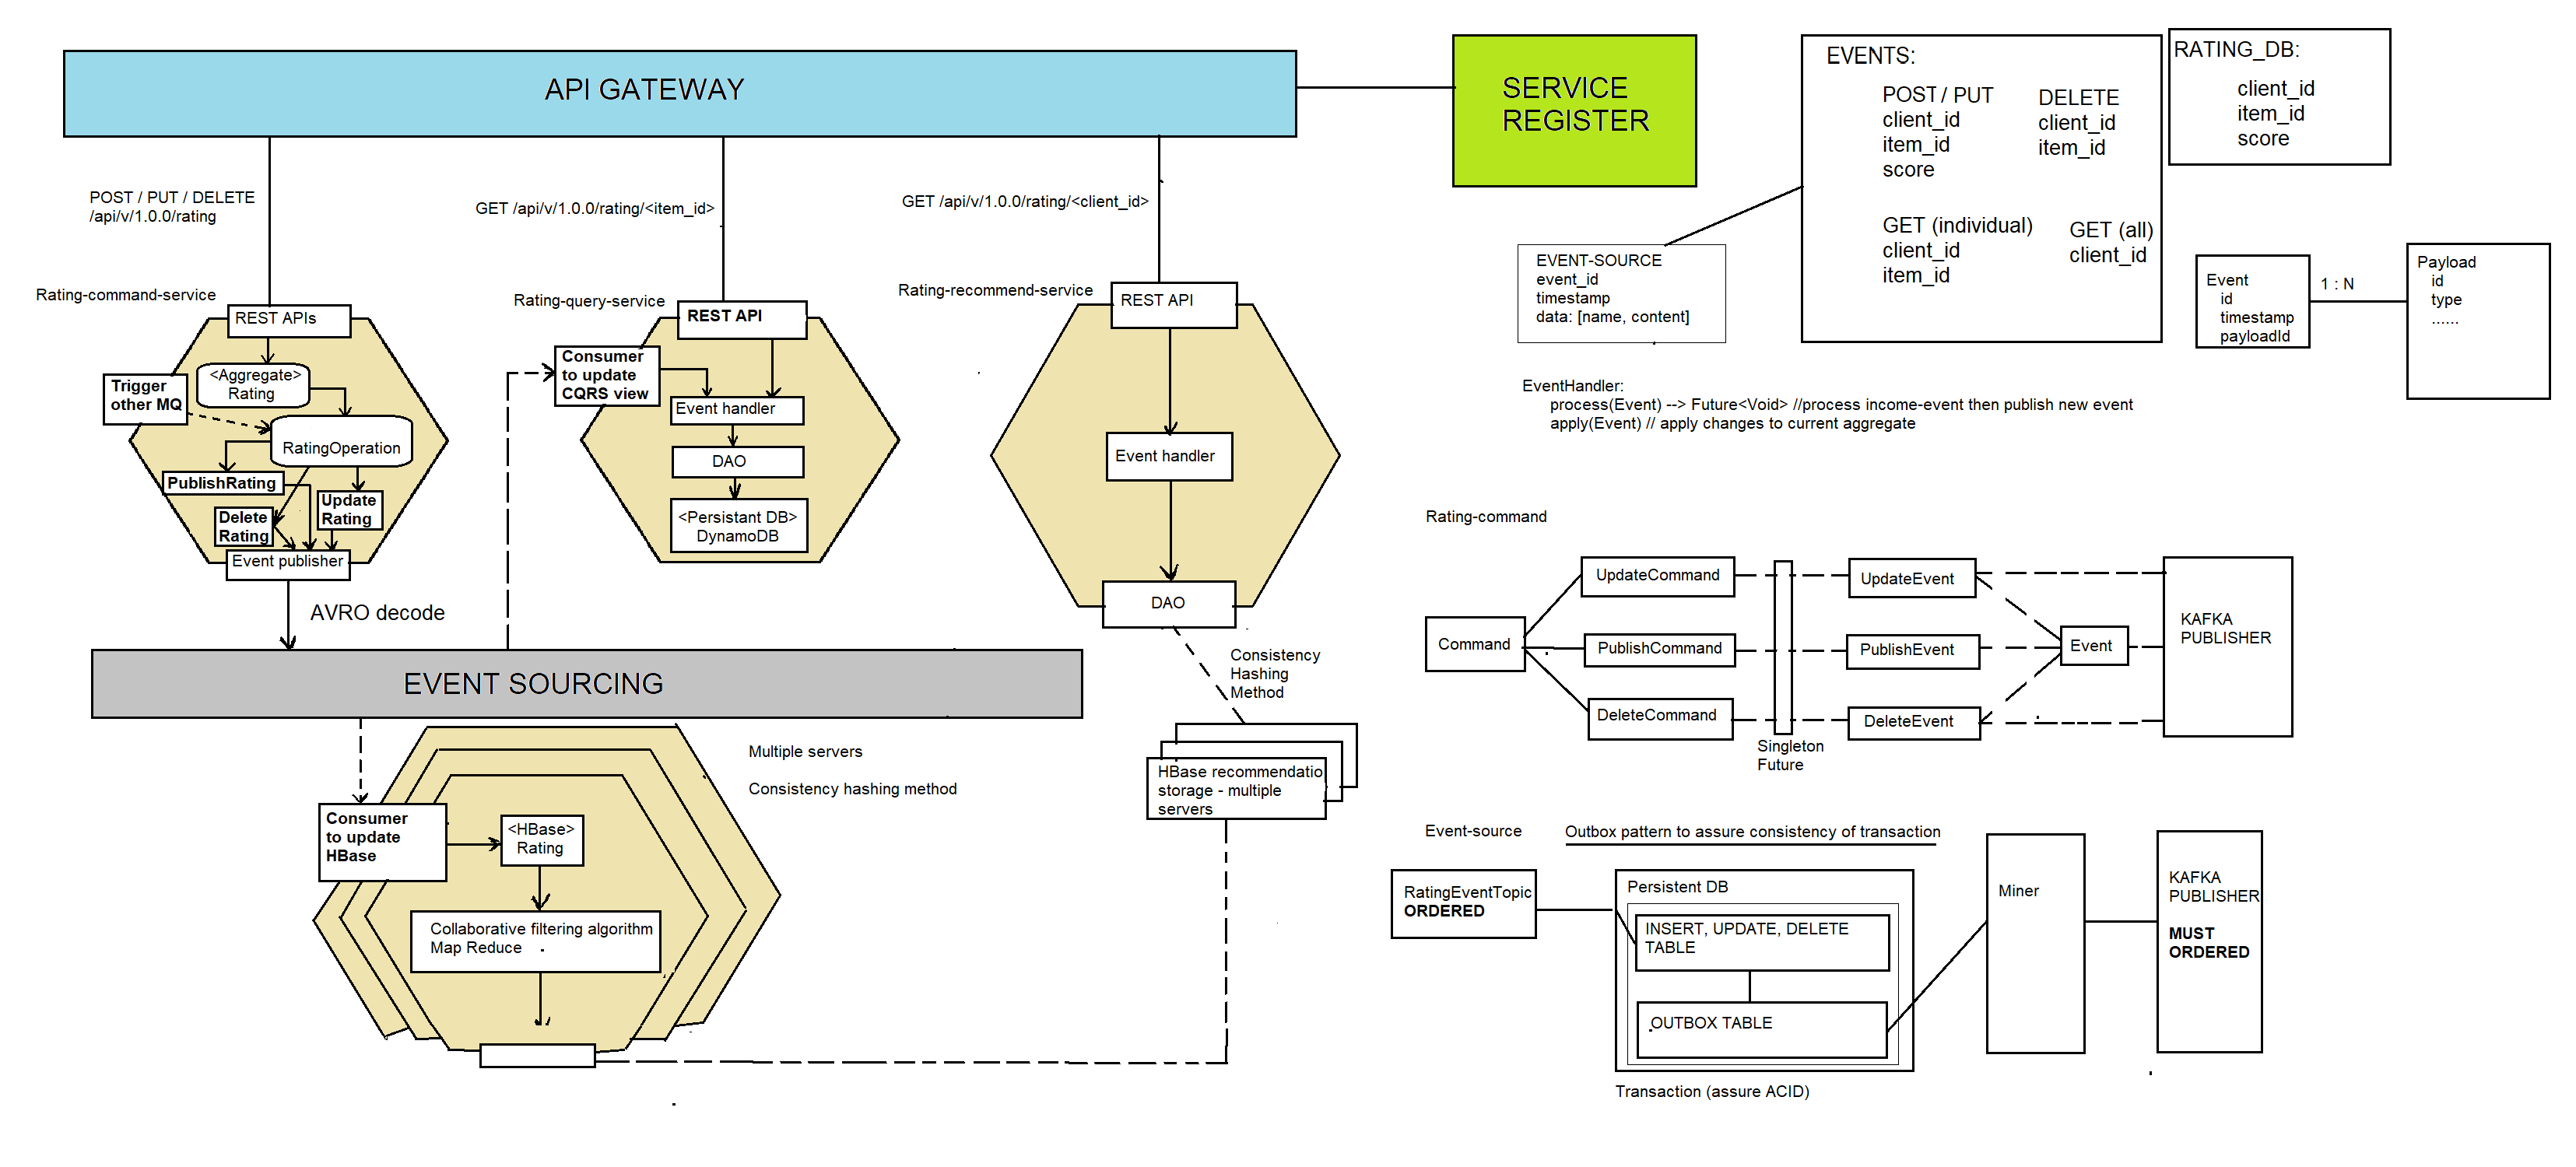 API GATEWAY
SERVICE
REGISTER
EVENTS:
POST / PUT
client_id
item_id
score
DELETE
client_id
item_id
GET (individual)
client_id
item_id
GET (all)
client_id
RATING_DB:
client_id
item_id
score
POST / PUT / DELETE
/api/v/1.0.0/rating
GET /api/v/1.0.0/rating/<item_id>
GET /api/v/1.0.0/rating/<client_id>
EVENT-SOURCE
event_id
timestamp
data: [name, content]
Event
id
timestamp
payloadId
1 : N
Payload
id
type
......
EventHandler:
process(Event) --> Future<Void> //process income-event then publish new event
apply(Event) // apply changes to current aggregate
Rating-command-service
REST APIs
<Aggregate>
Rating
Trigger
other MQ
RatingOperation
PublishRating
Delete
Rating
Update
Rating
Event publisher
AVRO decode
Rating-query-service
REST API
Consumer
to update
CQRS view
Event handler
DAO
<Persistant DB>
DynamoDB
Rating-recommend-service
REST API
Event handler
DAO
Consistency
Hashing
Method
HBase recommendatio
storage - multiple
servers
EVENT SOURCING
Multiple servers
Consistency hashing method
Consumer
to update
HBase
<HBase>
Rating
Collaborative filtering algorithm
Map Reduce
Rating-command
Command
UpdateCommand
PublishCommand
DeleteCommand
Singleton
Future
UpdateEvent
PublishEvent
DeleteEvent
Event
KAFKA
PUBLISHER
Event-source
Outbox pattern to assure consistency of transaction
RatingEventTopic
ORDERED
Persistent DB
INSERT, UPDATE, DELETE
TABLE
OUTBOX TABLE
Transaction (assure ACID)
Miner
KAFKA
PUBLISHER
MUST
ORDERED